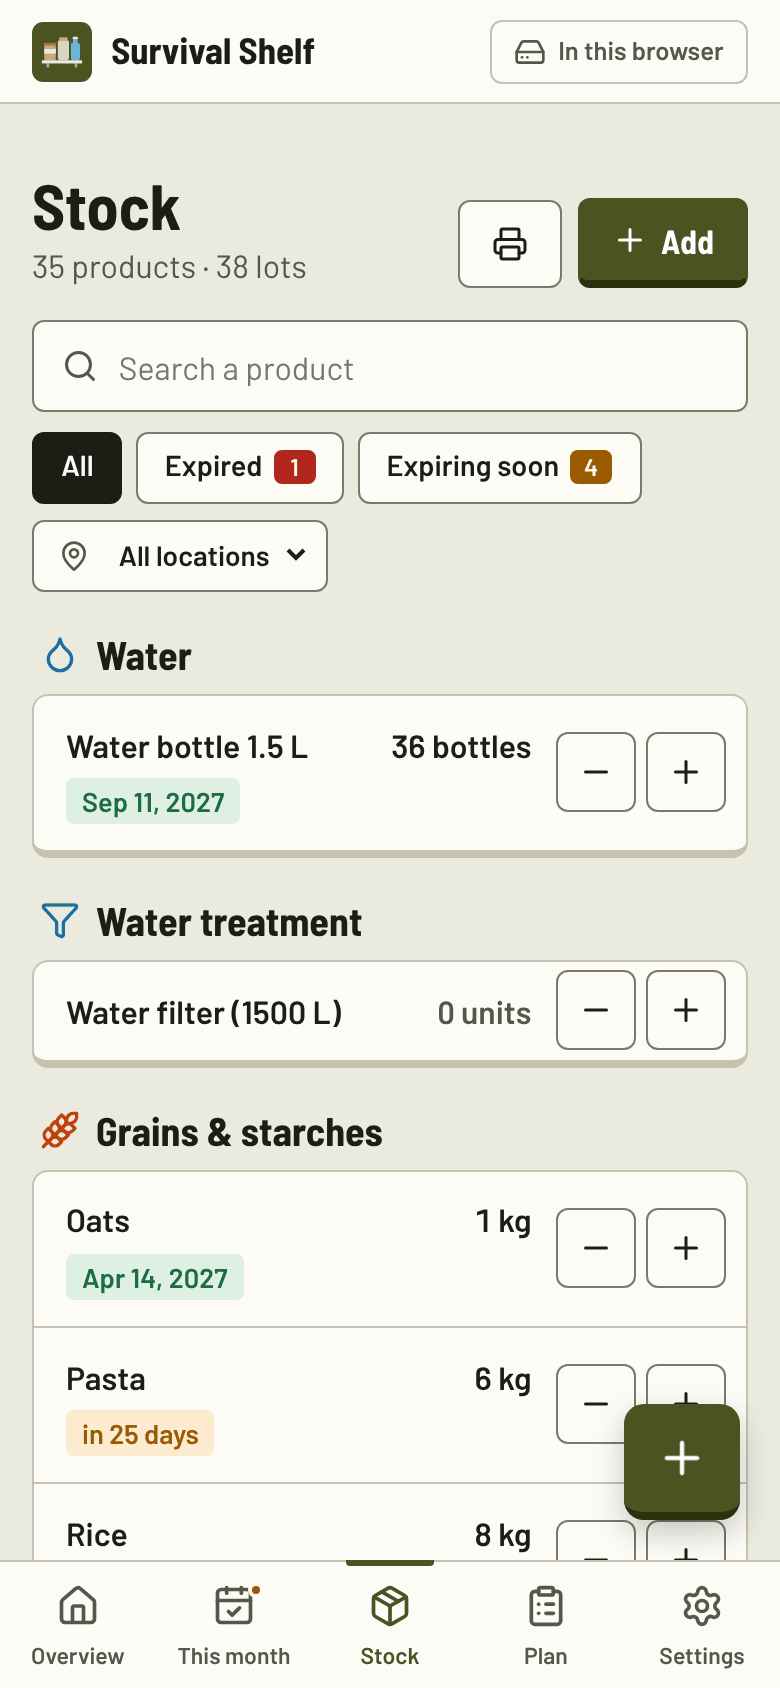 Survival Shelf
In this browser
Stock
35 products · 38 lots
Add
Search a product
All
Expired 1
Expiring soon 4
All locations
Water
Water bottle 1.5 L
36 bottles
Sep 11, 2027
Water treatment
Water filter (1500 L)
0 units
Grains & starches
Oats
1 kg
Apr 14, 2027
Pasta
6 kg
in 25 days
Rice
8 kg
Overview
This month
Stock
Plan
Settings